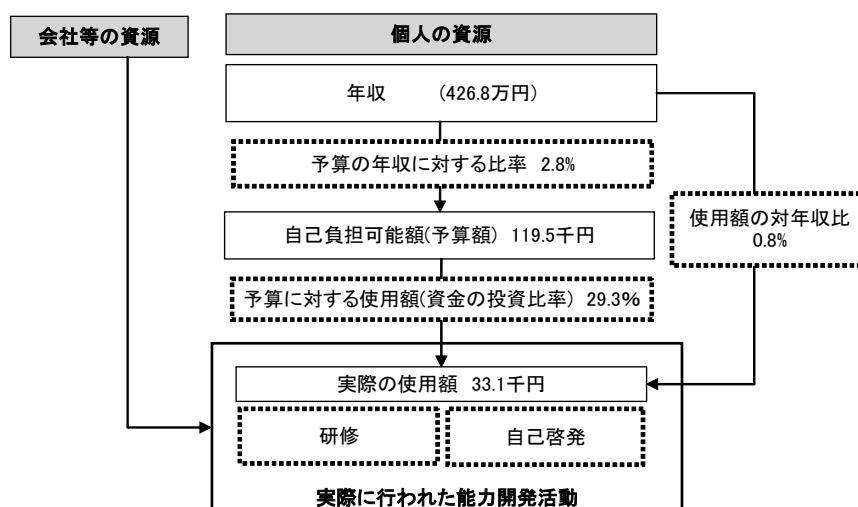 会社等の資源
個人の資源
年収　　(426.8万円)
予算の年収に対する比率 2.8%
使用額の対年収比
0.8%
自己負担可能額(予算額) 119.5千円
予算に対する使用額(資金の投資比率) 29.3%
実際の使用額 33.1千円
研修
自己啓発
実際に行われた能力開発活動